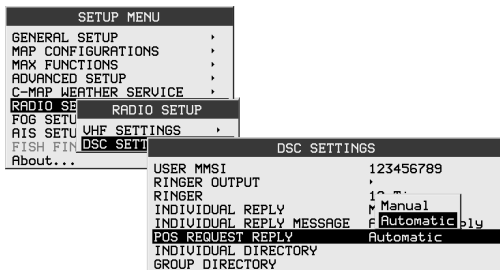 SETUP MENU
GENERAL SETUP
MAP CONFIGURATIONS
MAX FUNCTIONS
ADVANCED SETUP
C-MAP WEATHER SERVICE
RADIO SE
FOG SETU
AIS SETU
FISH FIN
About...
RADIO SETUP
VHF SETTINGS
DSC SETT
DSC SETTINGS
USER MMSI 123456789
RINGER OUTPUT
RINGER
INDIVIDUAL REPLY
INDIVIDUAL REPLY MESSAGE
POS REQUEST REPLY Automatic
INDIVIDUAL DIRECTORY
GROUP DIRECTORY
Manual
Automatic